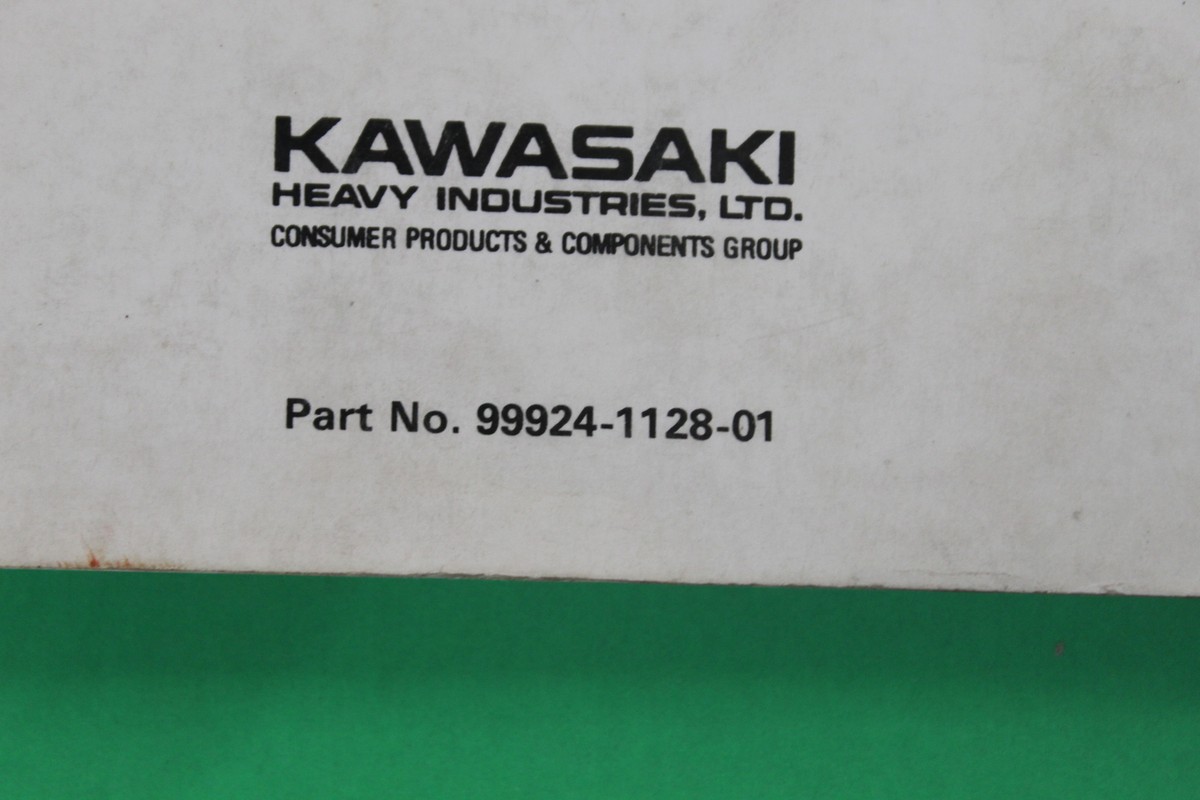 KAWASAKI
HEAVY INDUSTRIES, LTD.
CONSUMER PRODUCTS & COMPONENTS GROUP
Part No. 99924-1128-01